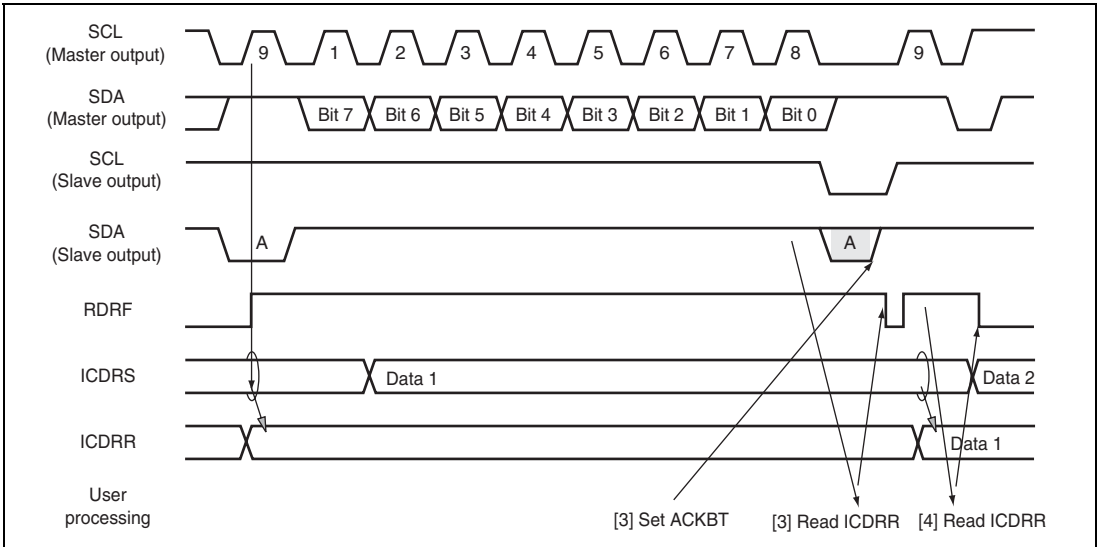 SCL
(Master output)
9 1 2 3 4 5 6 7 8 9
SDA
(Master output)
Bit 7 Bit 6 Bit 5 Bit 4 Bit 3 Bit 2 Bit 1 Bit 0
SCL
(Slave output)
SDA
(Slave output)
A A
RDRF
ICDRS
Data 1 Data 2
ICDRR
Data 1
User
processing
[3] Set ACKBT [3] Read ICDRR [4] Read ICDRR